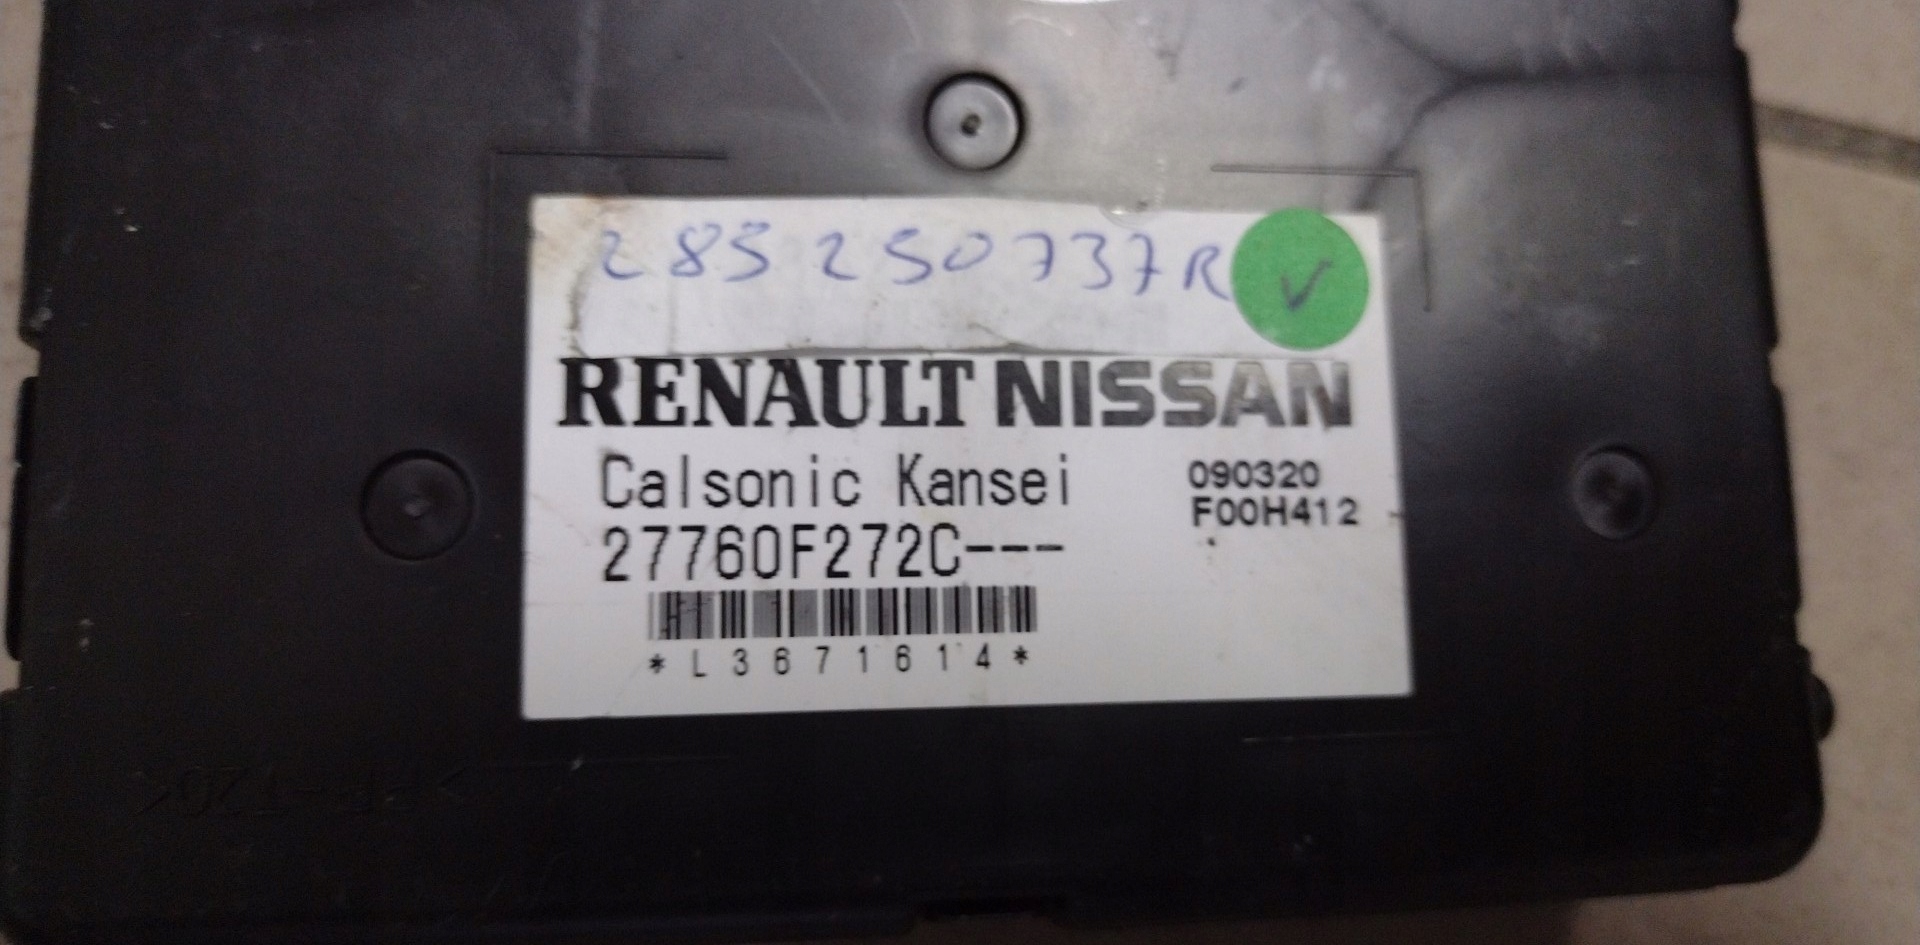 285250737R
RENAULT NISSAN
Calsonic Kansei
090320
F00H412
27760F272C---
*L3671614*